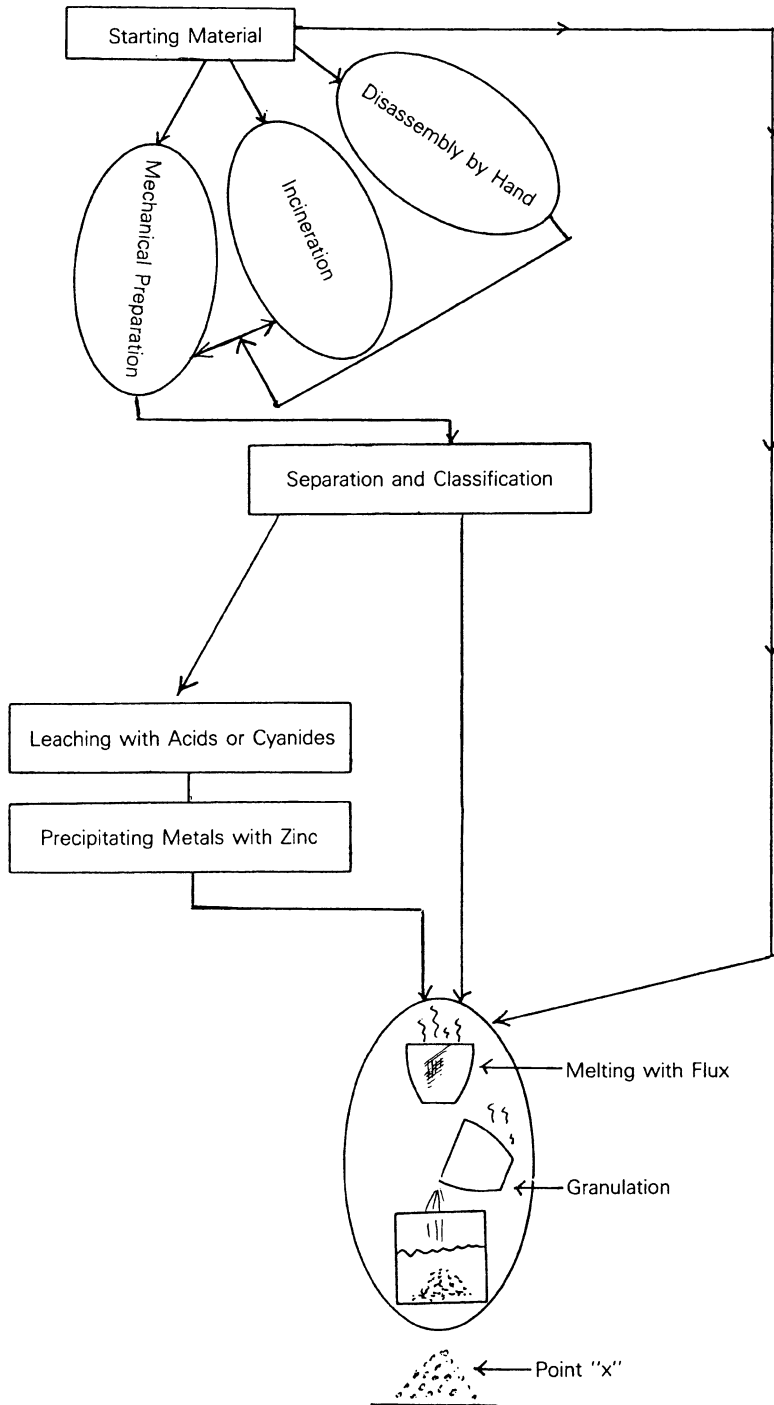 Starting Material
Disassembly by Hand
Incineration
Mechanical Preparation
Separation and Classification
Leaching with Acids or Cyanides
Precipitating Metals with Zinc
Melting with Flux
Granulation
Point "x"